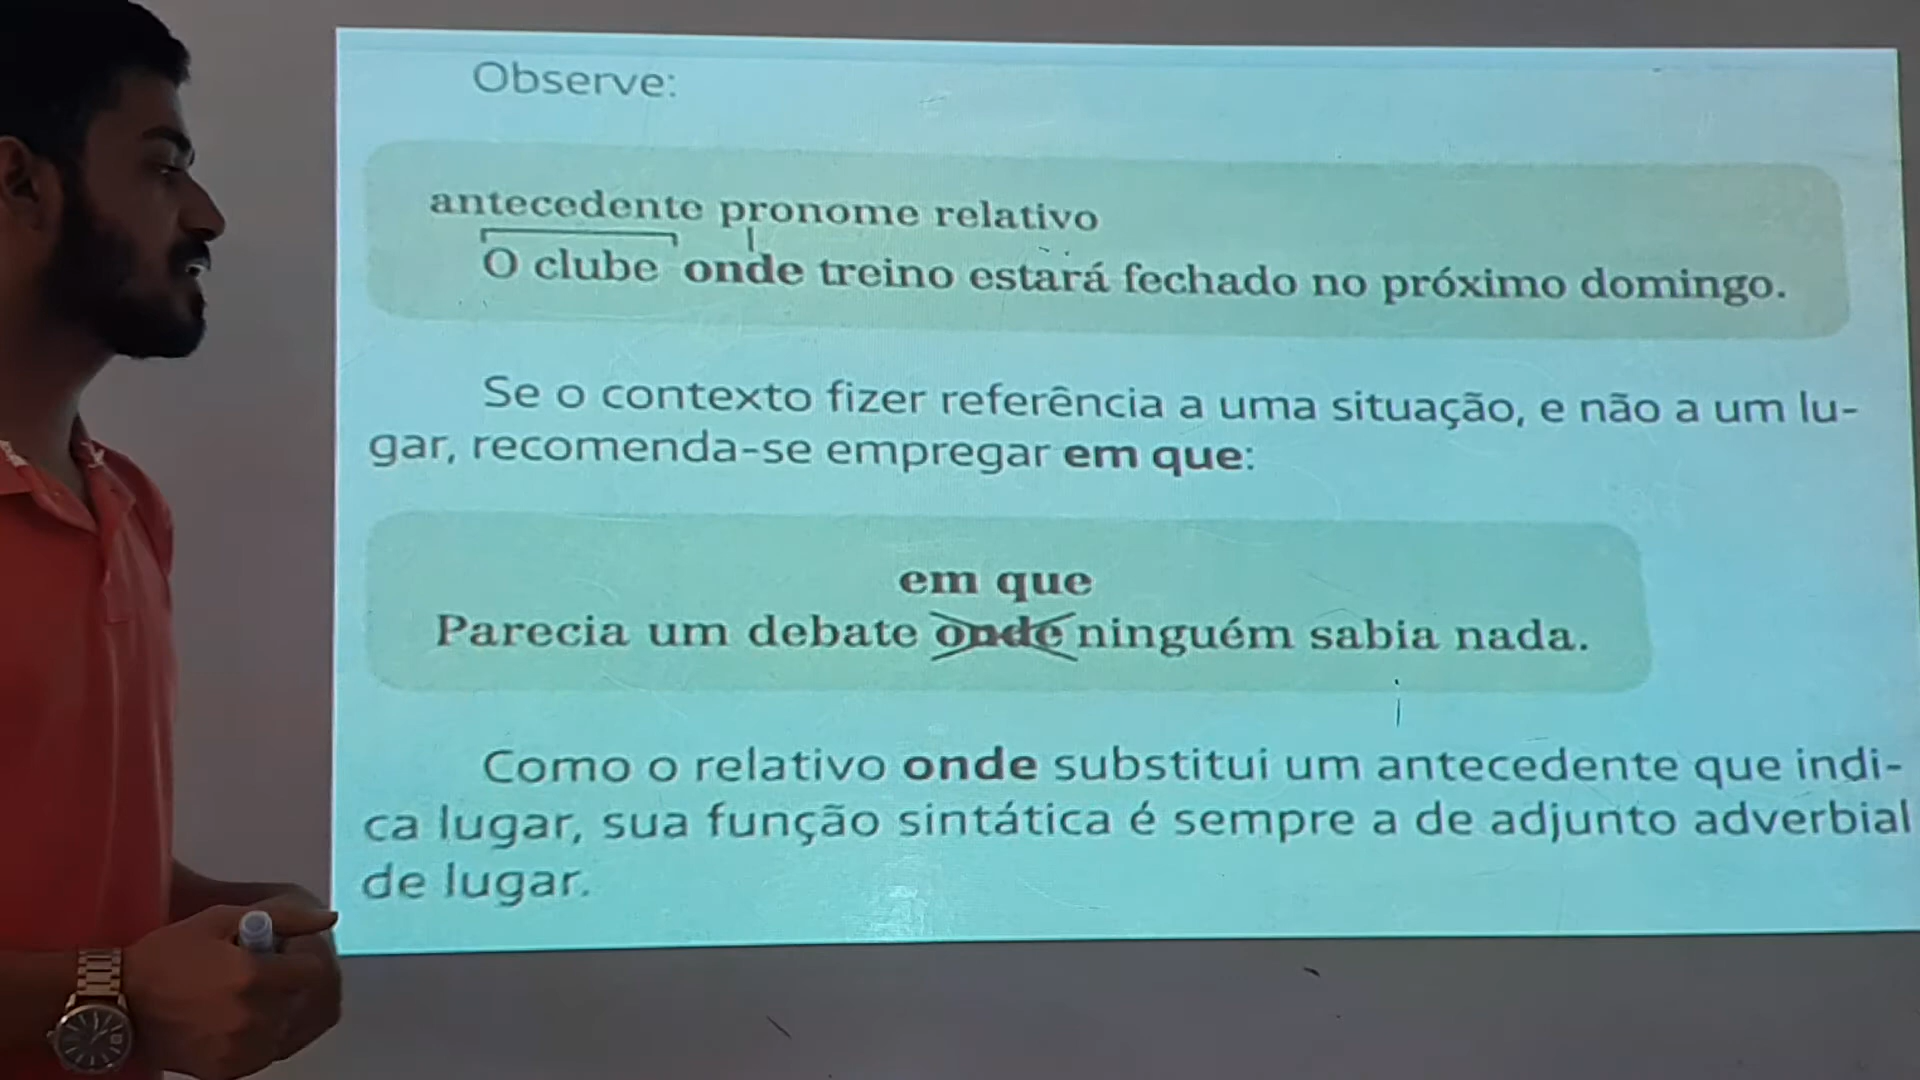 Observe:
antecedente pronome relativo
O clube onde treino estará fechado no próximo domingo.
Se o contexto fizer referência a uma situação, e não a um lu-
gar, recomenda-se empregar em que:
em que
Parecia um debate onde ninguém sabia nada.
Como o relativo onde substitui um antecedente que indi-
ca lugar, sua função sintática é sempre a de adjunto adverbial
de lugar.